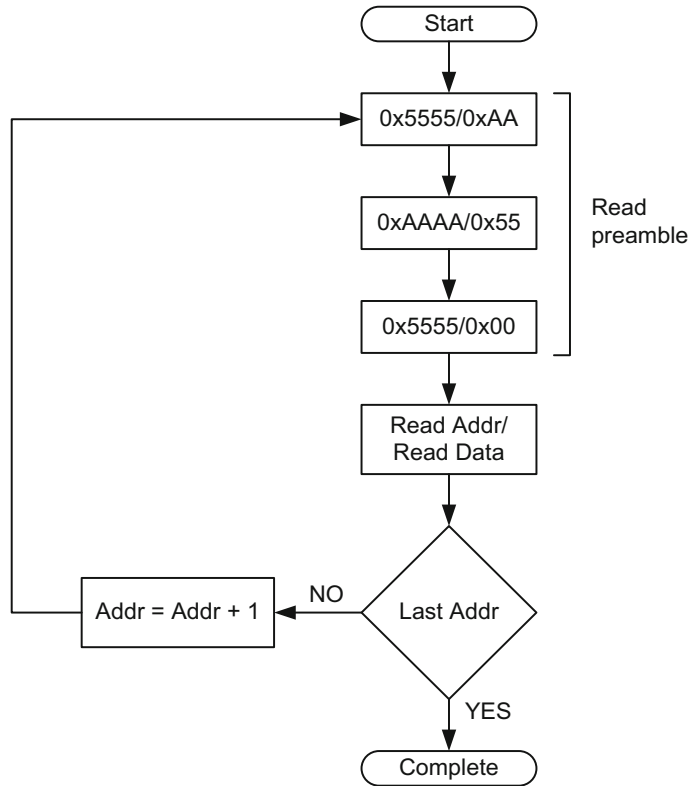 Start
0x5555/0xAA
0xAAAA/0x55
Read
preamble
0x5555/0x00
Read Addr/
Read Data
Last Addr
NO
Addr = Addr + 1
YES
Complete